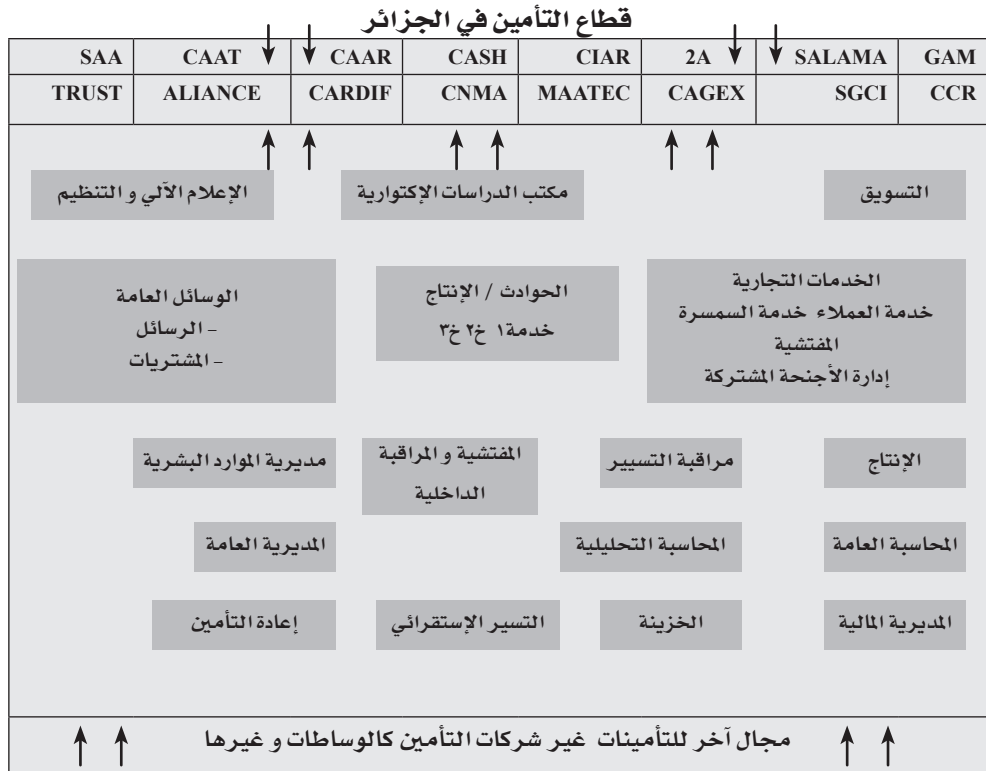 قطاع التأمين في الجزائر
SAA CAAT CAAR CASH CIAR 2A SALAMA GAM
TRUST ALIANCE CARDIF CNMA MAATEC CAGEX SGCI CCR
التسويق
مكتب الدراسات الإكتوارية
الإعلام الآلي و التنظيم
الخدمات التجارية
خدمة العملاء خدمة السمسرة
المفتشية
إدارة الأجنحة المشتركة
الحوادث / الإنتاج
خدمة١ خ٢ خ٣
الوسائل العامة
– الرسائل
– المشتريات
الإنتاج
مراقبة التسيير
المفتشية و المراقبة
الداخلية
مديرية الموارد البشرية
المحاسبة العامة
المحاسبة التحليلية
المديرية العامة
المديرية المالية
الخزينة
التسير الإستقرائي
إعادة التأمين
مجال آخر للتأمينات غير شركات التأمين كالوساطات و غيرها